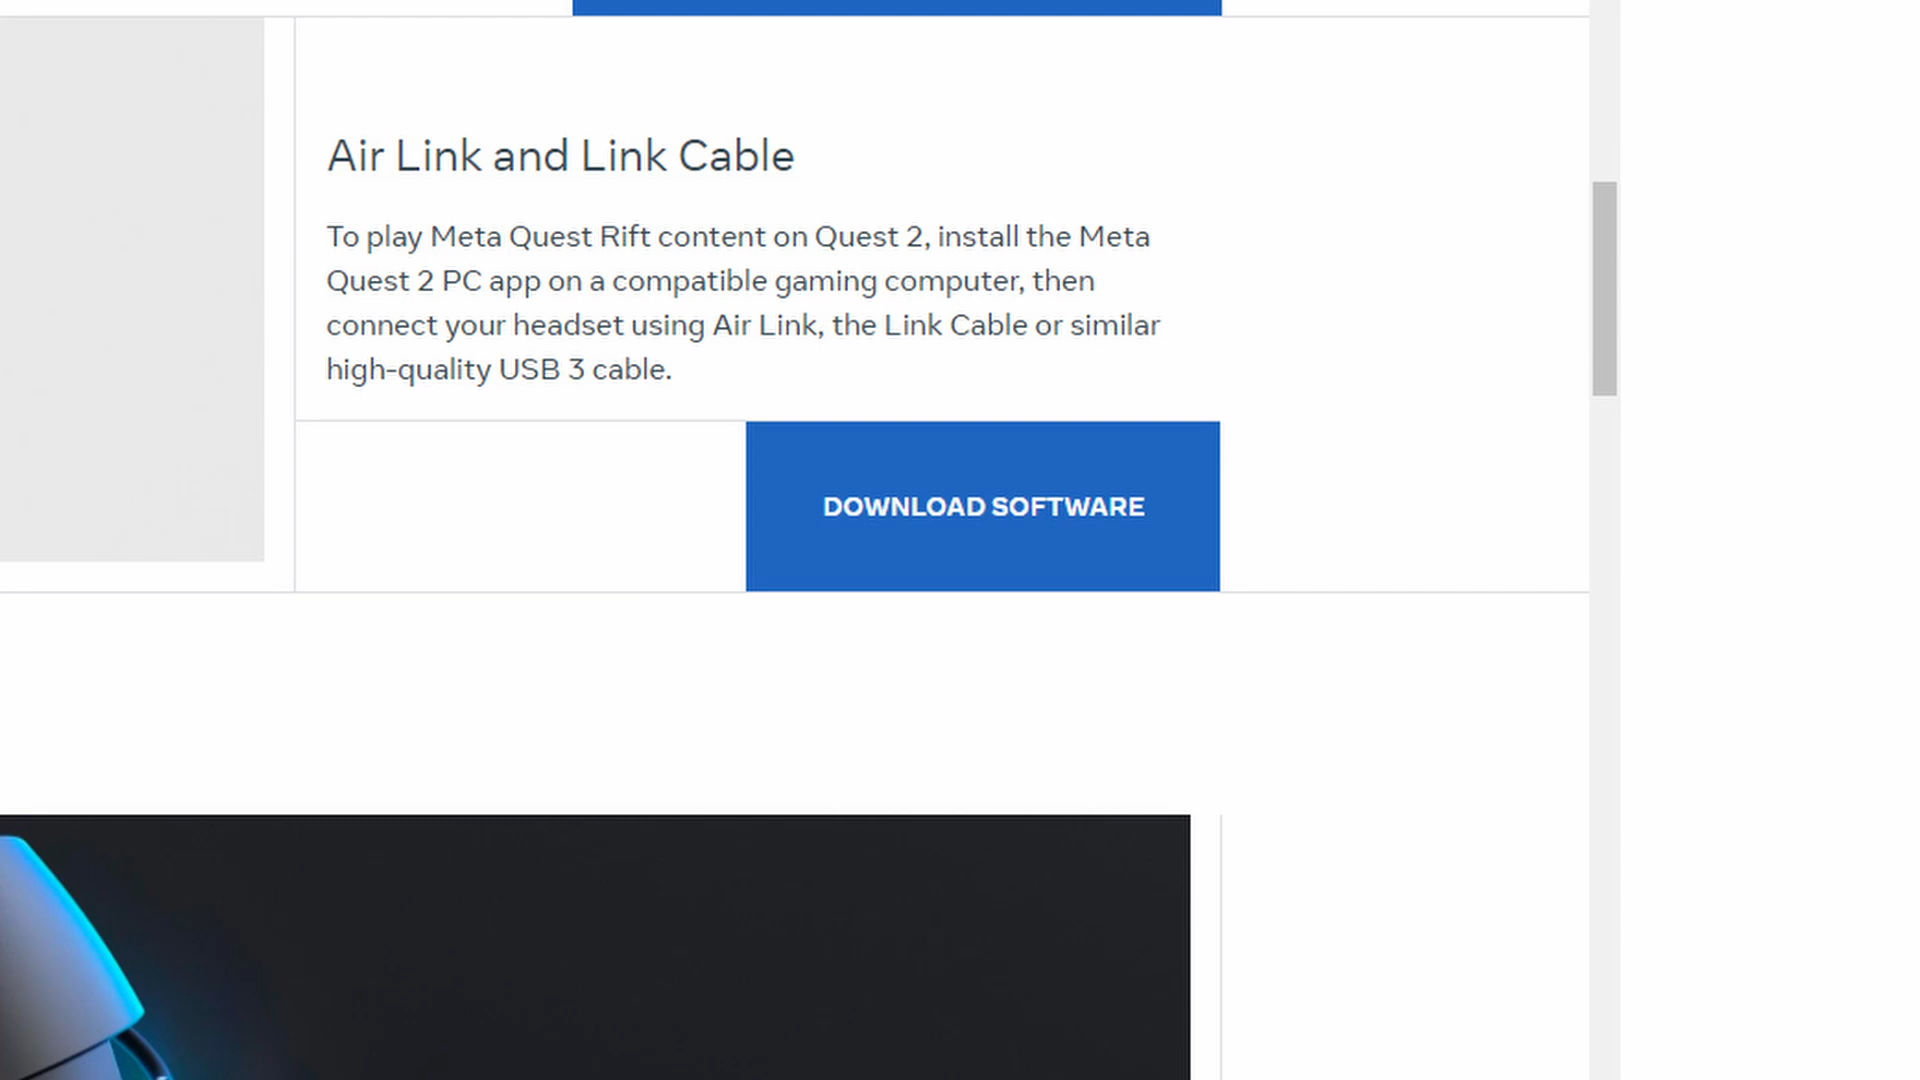 Air Link and Link Cable
To play Meta Quest Rift content on Quest 2, install the Meta
Quest 2 PC app on a compatible gaming computer, then
connect your headset using Air Link, the Link Cable or similar
high-quality USB 3 cable.
DOWNLOAD SOFTWARE